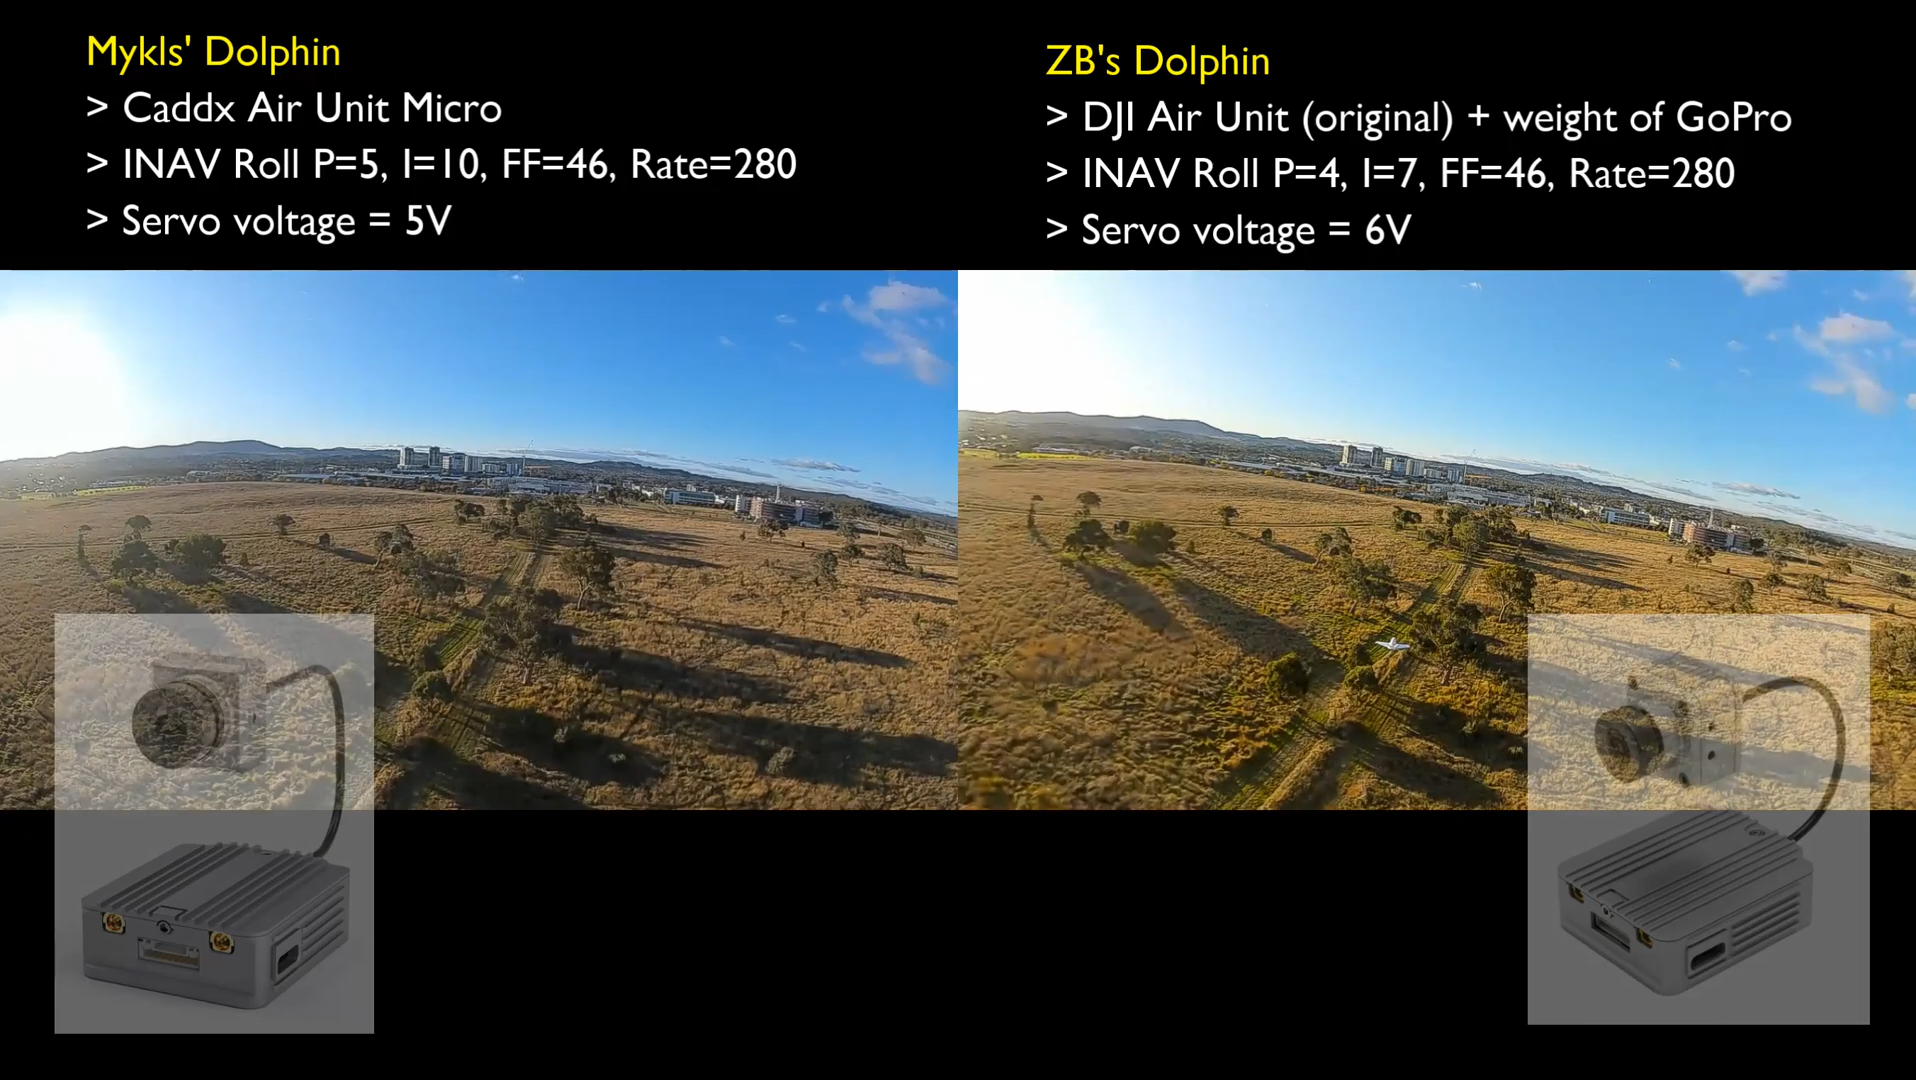 Mykls' Dolphin
> Caddx Air Unit Micro
> INAV Roll P=5, I=10, FF=46, Rate=280
> Servo voltage = 5V
ZB's Dolphin
> DJI Air Unit (original) + weight of GoPro
> INAV Roll P=4, I=7, FF=46, Rate=280
> Servo voltage = 6V